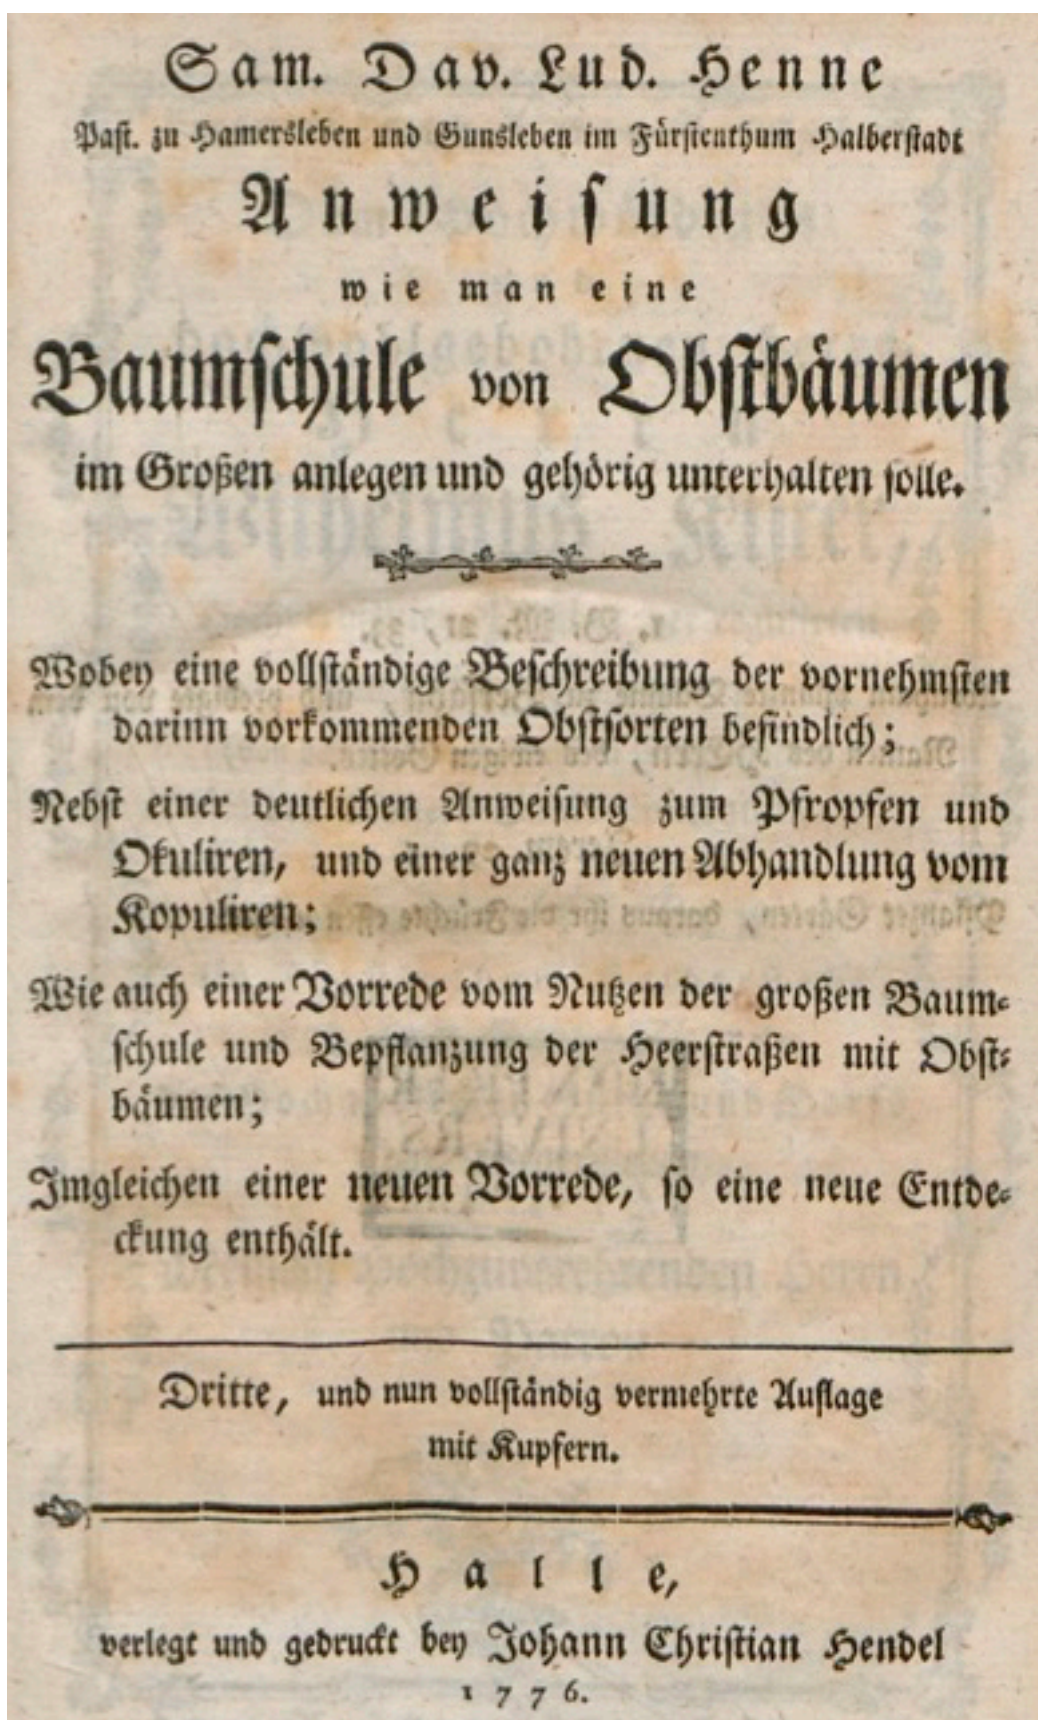 Sam. Dav. Lud. Henne
Past. zu Hamersleben und Gunsleben im Fürstenthum Halberstadt
Anweisung
wie man eine
Baumschule von Obstbäumen
im Großen anlegen und gehörig unterhalten solle.
Wobey eine vollständige Beschreibung der vornehmsten
darinn vorkommenden Obstsorten befindlich;
Nebst einer deutlichen Anweisung zum Pfropfen und
Okuliren, und einer ganz neuen Abhandlung vom
Kopuliren;
Wie auch einer Vorrede vom Nutzen der großen Baum-
schule und Bepflanzung der Heerstraßen mit Obst-
bäumen;
Imgleichen einer neuen Vorrede, so eine neue Entde-
ckung enthält.
Dritte, und nun vollständig vermehrte Auflage
mit Kupfern.
Halle,
verlegt und gedruckt bey Johann Christian Hendel
1776.